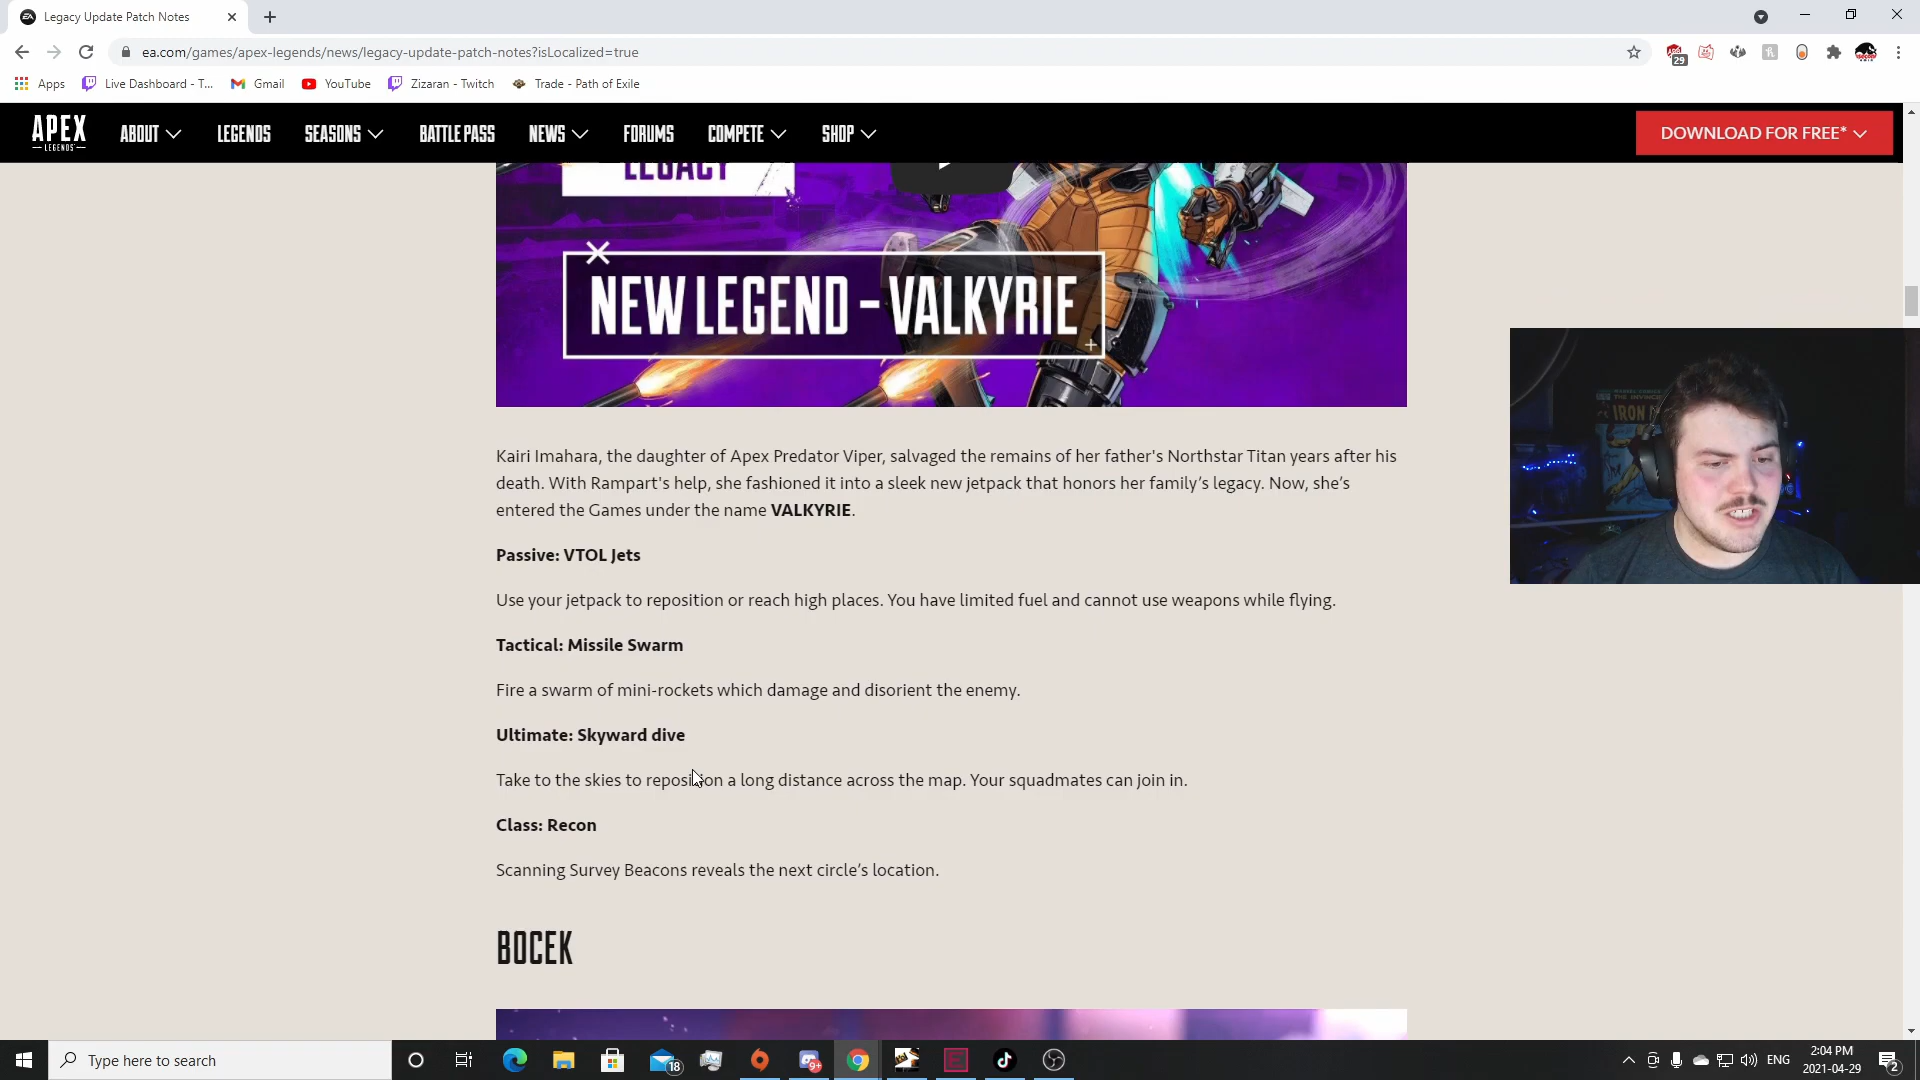 Legacy Update Patch Notes
ea.com/games/apex-legends/news/legacy-update-patch-notes?isLocalized=true
29
Apps Live Dashboard - T... Gmail YouTube Zizaran - Twitch Trade - Path of Exile
APEX
LEGENDS
ABOUT LEGENDS SEASONS BATTLE PASS NEWS FORUMS COMPETE SHOP DOWNLOAD FOR FREE*
LEGACY
NEW LEGEND - VALKYRIE
IRON
Kairi Imahara, the daughter of Apex Predator Viper, salvaged the remains of her father's Northstar Titan years after his
death. With Rampart's help, she fashioned it into a sleek new jetpack that honors her family’s legacy. Now, she’s
entered the Games under the name VALKYRIE.
Passive: VTOL Jets
Use your jetpack to reposition or reach high places. You have limited fuel and cannot use weapons while flying.
Tactical: Missile Swarm
Fire a swarm of mini-rockets which damage and disorient the enemy.
Ultimate: Skyward dive
Take to the skies to reposition a long distance across the map. Your squadmates can join in.
Class: Recon
Scanning Survey Beacons reveals the next circle’s location.
BOCEK
Type here to search
18
9+
ENG
2:04 PM
2021-04-29
2